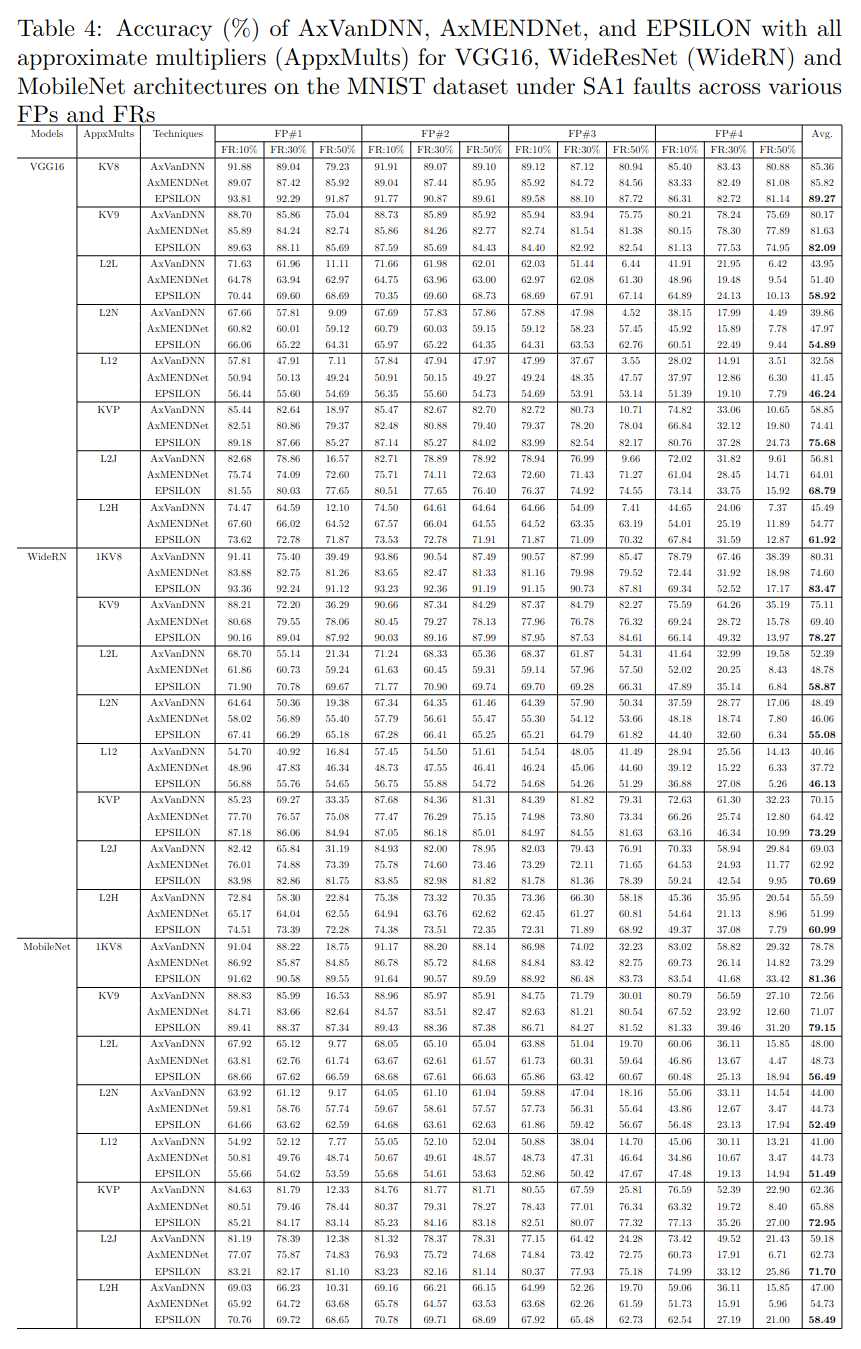 Table 4: Accuracy (%) of AxVanDNN, AxMENDNet, and EPSILON with all
approximate multipliers (AppxMults) for VGG16, WideResNet (WideRN) and
MobileNet architectures on the MNIST dataset under SA1 faults across various
FPs and FRs
Models AppxMults Techniques FP#1 FP#2 FP#3 FP#4 Avg.
FR:10% FR:30% FR:50% FR:10% FR:30% FR:50% FR:10% FR:30% FR:50% FR:10% FR:30% FR:50%
VGG16 KV8 AxVanDNN 91.88 89.04 79.23 91.91 89.07 89.10 89.12 87.12 80.94 85.40 83.43 80.88 85.36
AxMENDNet 89.07 87.42 85.92 89.04 87.44 85.95 85.92 84.72 84.56 83.33 82.49 81.08 85.82
EPSILON 93.81 92.29 91.87 91.77 90.87 89.61 89.58 88.10 87.72 86.31 82.72 81.14 89.27
KV9 AxVanDNN 88.70 85.86 75.04 88.73 85.89 85.92 85.94 83.94 75.75 80.21 78.24 75.69 80.17
AxMENDNet 85.89 84.24 82.74 85.86 84.26 82.77 82.74 81.54 81.38 80.15 78.30 77.89 81.63
EPSILON 89.63 88.11 85.69 87.59 85.69 84.43 84.40 82.92 82.54 81.13 77.53 74.95 82.09
L2L AxVanDNN 71.63 61.96 11.11 71.66 61.98 62.01 62.03 51.44 6.44 41.91 21.95 6.42 43.95
AxMENDNet 64.78 63.94 62.97 64.75 63.96 63.00 62.97 62.08 61.30 48.96 19.48 9.54 51.40
EPSILON 70.44 69.60 68.69 70.35 69.60 68.73 68.69 67.91 67.14 64.89 24.13 10.13 58.92
L2N AxVanDNN 67.66 57.81 9.09 67.69 57.83 57.86 57.88 47.98 4.52 38.15 17.99 4.49 39.86
AxMENDNet 60.82 60.01 59.12 60.79 60.03 59.15 59.12 58.23 57.45 45.92 15.89 7.78 47.97
EPSILON 66.06 65.22 64.31 65.97 65.22 64.35 64.31 63.53 62.76 60.51 22.49 9.44 54.89
L12 AxVanDNN 57.81 47.91 7.11 57.84 47.94 47.97 47.99 37.67 3.55 28.02 14.91 3.51 32.58
AxMENDNet 50.94 50.13 49.24 50.91 50.15 49.27 49.24 48.35 47.57 37.97 12.86 6.30 41.45
EPSILON 56.44 55.60 54.69 56.35 55.60 54.73 54.69 53.91 53.14 51.39 19.10 7.79 46.24
KVP AxVanDNN 85.44 82.64 18.97 85.47 82.67 82.70 82.72 80.73 10.71 74.82 33.06 10.65 58.85
AxMENDNet 82.51 80.86 79.37 82.48 80.88 79.40 79.37 78.20 78.04 66.84 32.12 19.80 74.41
EPSILON 89.18 87.66 85.27 87.14 85.27 84.02 83.99 82.54 82.17 80.76 37.28 24.73 75.68
L2J AxVanDNN 82.68 78.86 16.57 82.71 78.89 78.92 78.94 76.99 9.66 72.02 31.82 9.61 56.81
AxMENDNet 75.74 74.09 72.60 75.71 74.11 72.63 72.60 71.43 71.27 61.04 28.45 14.71 64.01
EPSILON 81.55 80.03 77.65 80.51 77.65 76.40 76.37 74.92 74.55 73.14 33.75 15.92 68.79
L2H AxVanDNN 74.47 64.59 12.10 74.50 64.61 64.64 64.66 54.09 7.41 44.65 24.06 7.37 45.49
AxMENDNet 67.60 66.02 64.52 67.57 66.04 64.55 64.52 63.35 63.19 54.01 25.19 11.89 54.77
EPSILON 73.62 72.78 71.87 73.53 72.78 71.91 71.87 71.09 70.32 67.84 31.59 12.87 61.92
WideRN 1KV8 AxVanDNN 91.41 75.40 39.49 93.86 90.54 87.49 90.57 87.99 85.47 78.79 67.46 38.39 80.31
AxMENDNet 83.88 82.75 81.26 83.65 82.47 81.33 81.16 79.98 79.52 72.44 31.92 18.98 74.60
EPSILON 93.36 92.24 91.12 93.23 92.36 91.19 91.15 90.73 87.81 69.34 52.52 17.17 83.47
KV9 AxVanDNN 88.21 72.20 36.29 90.66 87.34 84.29 87.37 84.79 82.27 75.59 64.26 35.19 75.11
AxMENDNet 80.68 79.55 78.06 80.45 79.27 78.13 77.96 76.78 76.32 69.24 28.72 15.78 69.40
EPSILON 90.16 89.04 87.92 90.03 89.16 87.99 87.95 87.53 84.61 66.14 49.32 13.97 78.27
L2L AxVanDNN 68.70 55.14 21.34 71.24 68.33 65.36 68.37 61.87 54.31 41.64 32.99 19.58 52.39
AxMENDNet 61.86 60.73 59.24 61.63 60.45 59.31 59.14 57.96 57.50 52.02 20.25 8.43 48.78
EPSILON 71.90 70.78 69.67 71.77 70.90 69.74 69.70 69.28 66.31 47.89 35.14 6.84 58.87
L2N AxVanDNN 64.64 50.36 19.38 67.34 64.35 61.46 64.39 57.90 50.34 37.59 28.77 17.06 48.49
AxMENDNet 58.02 56.89 55.40 57.79 56.61 55.47 55.30 54.12 53.66 48.18 18.74 7.80 46.06
EPSILON 67.41 66.29 65.18 67.28 66.41 65.25 65.21 64.79 61.82 44.40 32.60 6.34 55.08
L12 AxVanDNN 54.70 40.92 16.84 57.45 54.50 51.61 54.54 48.05 41.49 28.94 25.56 14.43 40.46
AxMENDNet 48.96 47.83 46.34 48.73 47.55 46.41 46.24 45.06 44.60 39.12 15.22 6.33 37.72
EPSILON 56.88 55.76 54.65 56.75 55.88 54.72 54.68 54.26 51.29 36.88 27.08 5.26 46.13
KVP AxVanDNN 85.23 69.27 33.35 87.68 84.36 81.31 84.39 81.82 79.31 72.63 61.30 32.23 70.15
AxMENDNet 77.70 76.57 75.08 77.47 76.29 75.15 74.98 73.80 73.34 66.26 25.74 12.80 64.42
EPSILON 87.18 86.06 84.94 87.05 86.18 85.01 84.97 84.55 81.63 63.16 46.34 10.99 73.29
L2J AxVanDNN 82.42 65.84 31.19 84.93 82.00 78.95 82.03 79.43 76.91 70.33 58.94 29.84 69.03
AxMENDNet 76.01 74.88 73.39 75.78 74.60 73.46 73.29 72.11 71.65 64.53 24.93 11.77 62.92
EPSILON 83.98 82.86 81.75 83.85 82.98 81.82 81.78 81.36 78.39 59.24 42.54 9.95 70.69
L2H AxVanDNN 72.84 58.30 22.84 75.38 73.32 70.35 73.36 66.30 58.18 45.36 35.95 20.54 55.59
AxMENDNet 65.17 64.04 62.55 64.94 63.76 62.62 62.45 61.27 60.81 54.64 21.13 8.96 51.99
EPSILON 74.51 73.39 72.28 74.38 73.51 72.35 72.31 71.89 68.92 49.37 37.08 7.79 60.99
MobileNet 1KV8 AxVanDNN 91.04 88.22 18.75 91.17 88.20 88.14 86.98 74.02 32.23 83.02 58.82 29.32 78.78
AxMENDNet 86.92 85.87 84.85 86.78 85.72 84.68 84.84 83.42 82.75 69.73 26.14 14.82 73.29
EPSILON 91.62 90.58 89.55 91.64 90.57 89.59 88.92 86.48 83.73 83.54 41.68 33.42 81.36
KV9 AxVanDNN 88.83 85.99 16.53 88.96 85.97 85.91 84.75 71.79 30.01 80.79 56.59 27.10 72.56
AxMENDNet 84.71 83.66 82.64 84.57 83.51 82.47 82.63 81.21 80.54 67.52 23.92 12.60 71.07
EPSILON 89.41 88.37 87.34 89.43 88.36 87.38 86.71 84.27 81.52 81.33 39.46 31.20 79.15
L2L AxVanDNN 67.92 65.12 9.77 68.05 65.10 65.04 63.88 51.04 19.70 60.06 36.11 15.85 48.00
AxMENDNet 63.81 62.76 61.74 63.67 62.61 61.57 61.73 60.31 59.64 46.86 13.67 4.47 48.73
EPSILON 68.66 67.62 66.59 68.68 67.61 66.63 65.86 63.42 60.67 60.48 25.13 18.94 56.49
L2N AxVanDNN 63.91 61.12 9.17 64.05 61.10 61.04 59.88 47.04 18.16 55.06 33.11 14.54 44.00
AxMENDNet 59.81 58.76 57.74 59.67 58.61 57.57 57.73 56.31 55.64 43.86 12.67 3.47 44.73
EPSILON 64.66 63.62 62.59 64.68 63.61 62.63 61.86 59.42 56.67 56.48 23.13 17.94 52.49
L12 AxVanDNN 54.92 52.12 7.77 55.05 52.10 52.04 50.88 38.04 14.70 45.06 30.11 13.21 41.00
AxMENDNet 50.81 49.76 48.74 50.67 49.61 48.57 48.73 47.31 46.64 34.86 10.67 3.47 44.73
EPSILON 55.66 54.62 53.59 55.68 54.61 53.63 52.86 50.42 47.67 47.48 19.13 14.94 51.49
KVP AxVanDNN 84.63 81.79 12.33 84.76 81.77 81.71 80.55 67.59 25.81 76.59 52.39 22.90 62.36
AxMENDNet 80.51 79.46 78.44 80.37 79.31 78.27 78.43 77.01 76.34 63.32 19.72 8.40 65.88
EPSILON 85.21 84.17 83.14 85.23 84.16 83.18 82.51 80.07 77.32 77.13 35.26 27.00 72.95
L2J AxVanDNN 81.19 78.39 12.38 81.32 78.37 78.31 77.15 64.42 24.28 73.42 49.52 21.43 59.18
AxMENDNet 77.07 75.87 74.83 76.93 75.72 74.68 74.84 73.42 72.75 60.73 17.91 6.71 62.73
EPSILON 83.21 82.17 81.10 83.23 82.16 81.14 80.37 77.93 75.18 74.99 33.12 25.86 71.70
L2H AxVanDNN 69.03 66.23 10.31 69.16 66.21 66.15 64.99 52.26 19.70 59.06 36.11 15.85 47.00
AxMENDNet 65.92 64.72 63.68 65.78 64.57 63.53 63.68 62.26 61.59 51.73 15.91 5.96 54.73
EPSILON 70.76 69.72 68.65 70.78 69.71 68.69 67.92 65.48 62.73 62.54 27.19 21.00 58.49